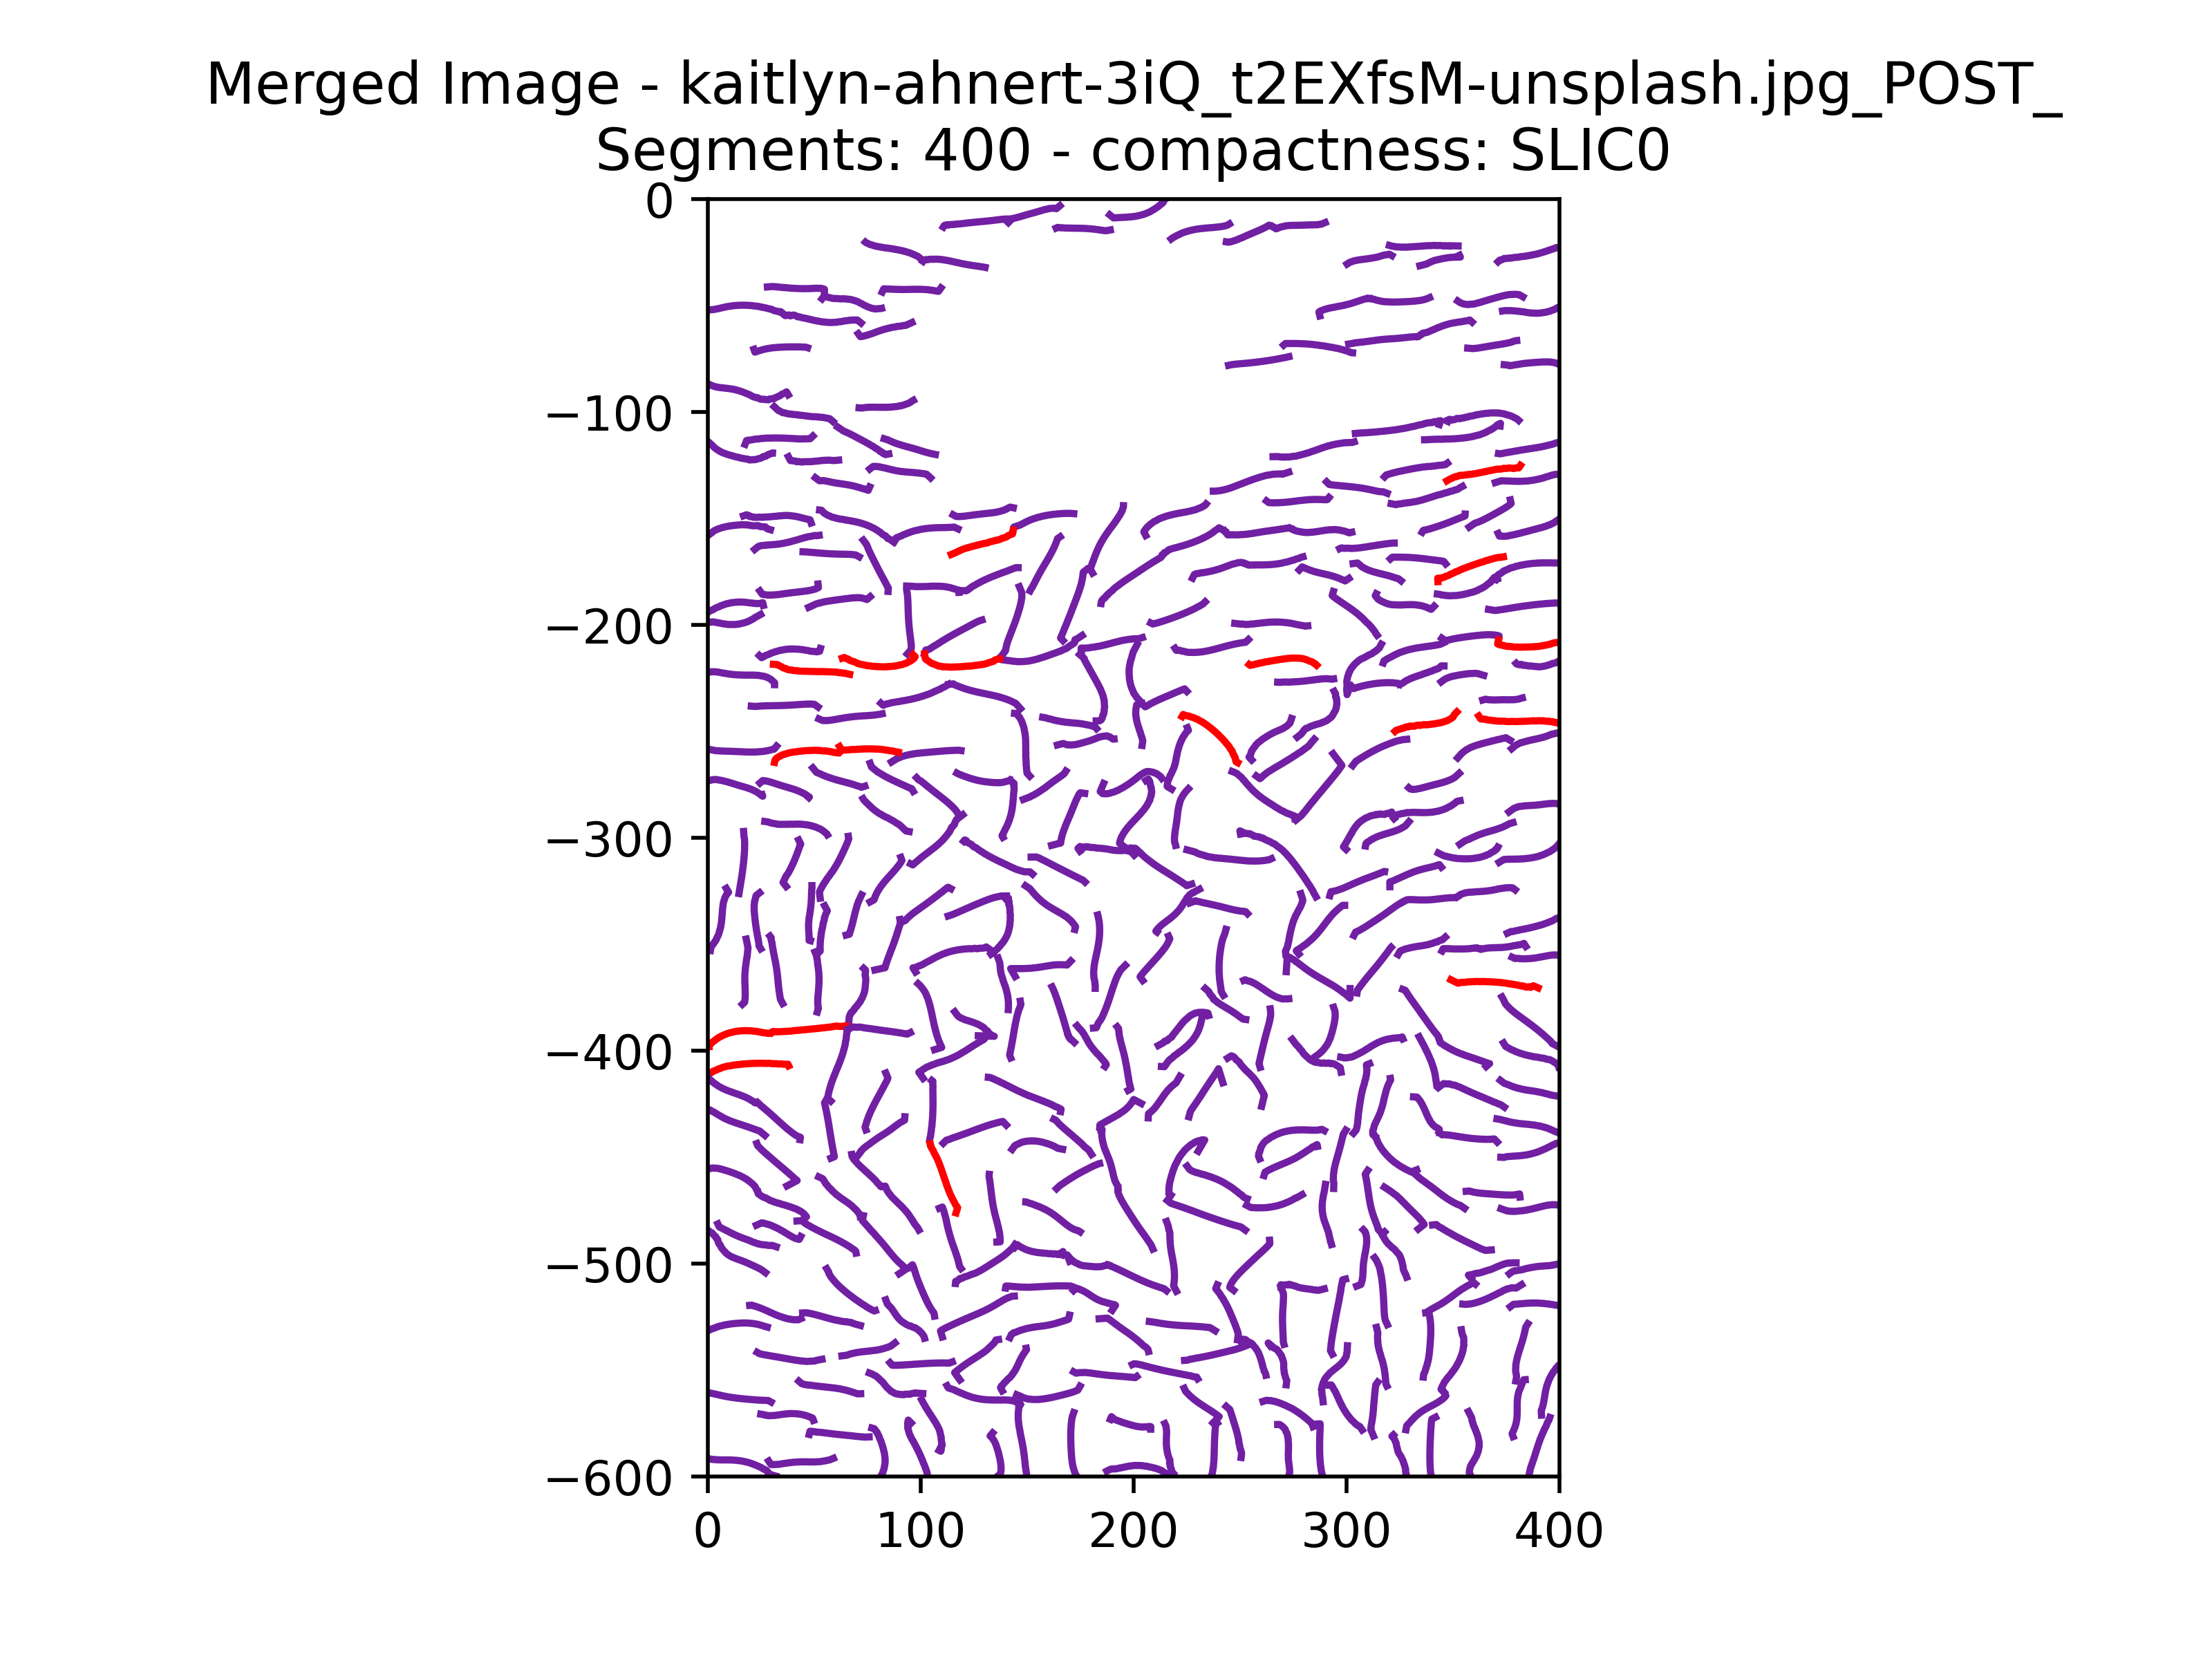 Merged Image - kaitlyn-ahnert-3iQ_t2EXfsM-unsplash.jpg_POST_
Segments: 400 - compactness: SLIC0
0
−100
−200
−300
−400
−500
−600
0 100 200 300 400